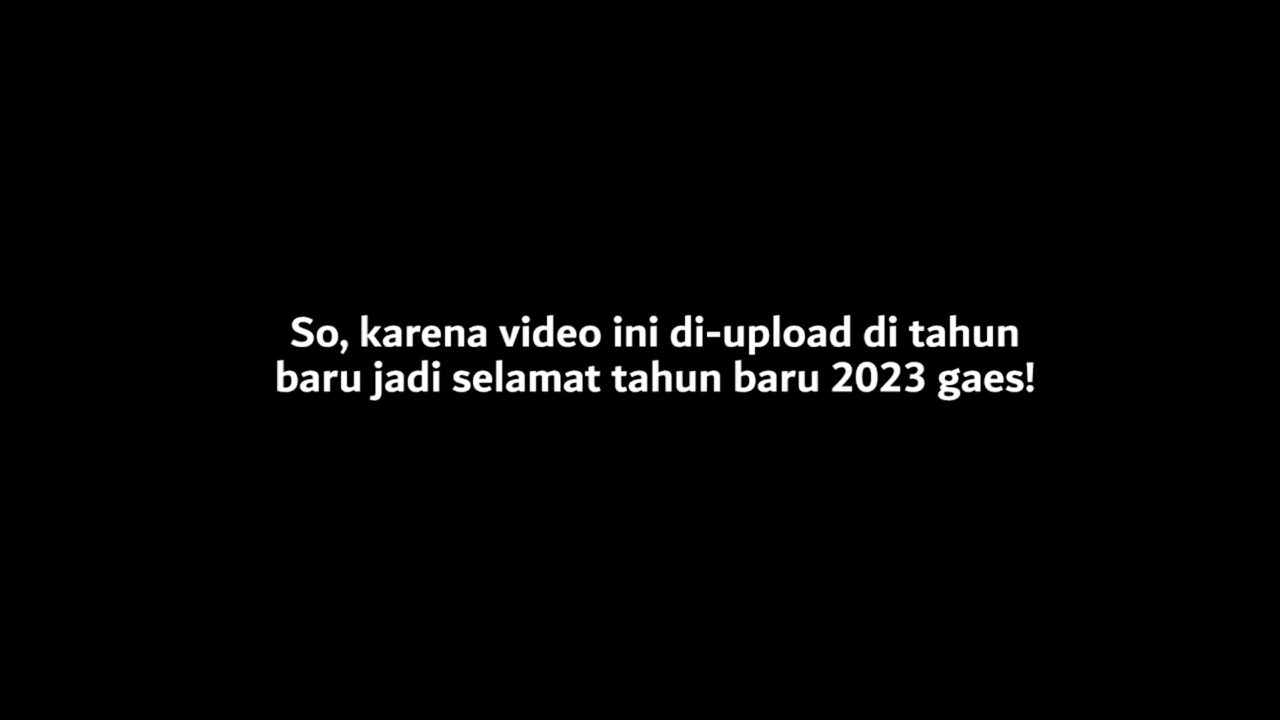 So, karena video ini di-upload di tahun
baru jadi selamat tahun baru 2023 gaes!